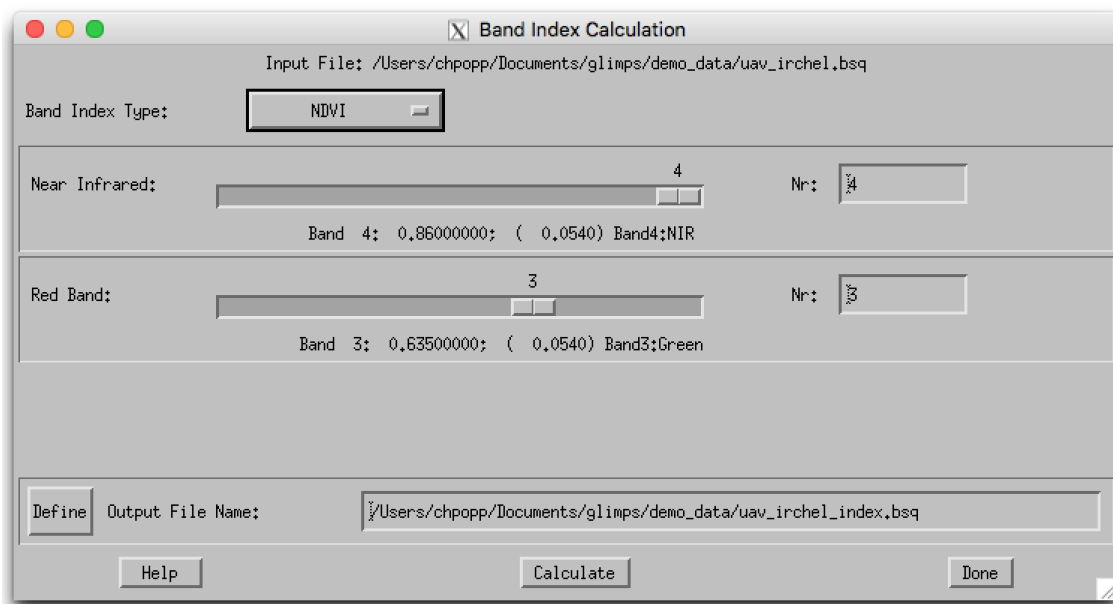 Band Index Calculation
Input File: /Users/chpopp/Documents/glimps/demo_data/uav_irchel.bsq
Band Index Type: NDVI
4
Near Infrared: Nr: 4
Band 4: 0.86000000; ( 0.0540) Band4:NIR
3
Red Band: Nr: 3
Band 3: 0.63500000; ( 0.0540) Band3:Green
Define Output File Name: /Users/chpopp/Documents/glimps/demo_data/uav_irchel_index.bsq
Help Calculate Done